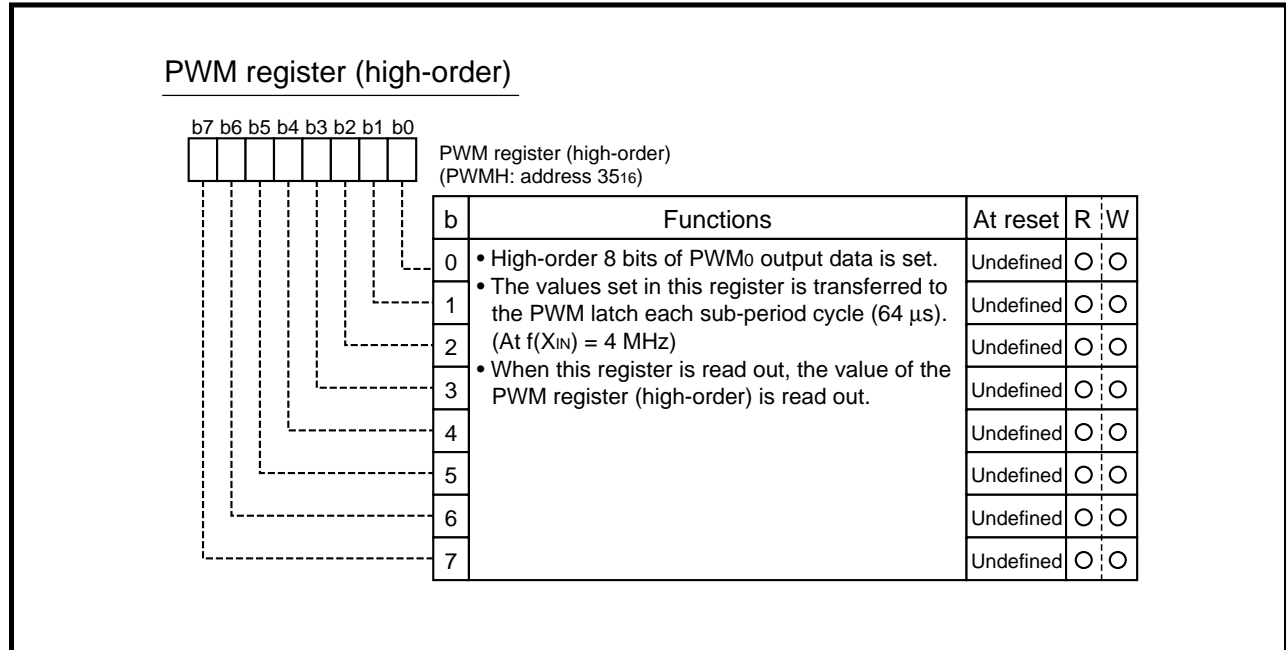 PWM register (high-order)
b7 b6 b5 b4 b3 b2 b1 b0
PWM register (high-order)
(PWMH: address 3516)
b Functions At reset R W
0 • High-order 8 bits of PWM0 output data is set. Undefined O O
• The values set in this register is transferred to
1 the PWM latch each sub-period cycle (64 µs). Undefined O O
2 (At f(XIN) = 4 MHz) Undefined O O
• When this register is read out, the value of the
3 PWM register (high-order) is read out. Undefined O O
4 Undefined O O
5 Undefined O O
6 Undefined O O
7 Undefined O O